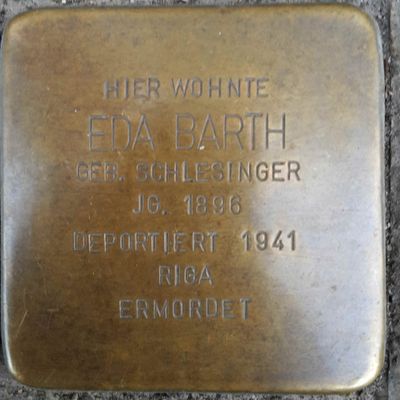 HIER WOHNTE
EDA BARTH
GEB. SCHLESINGER
JG. 1896
DEPORTIERT 1941
RIGA
ERMORDET